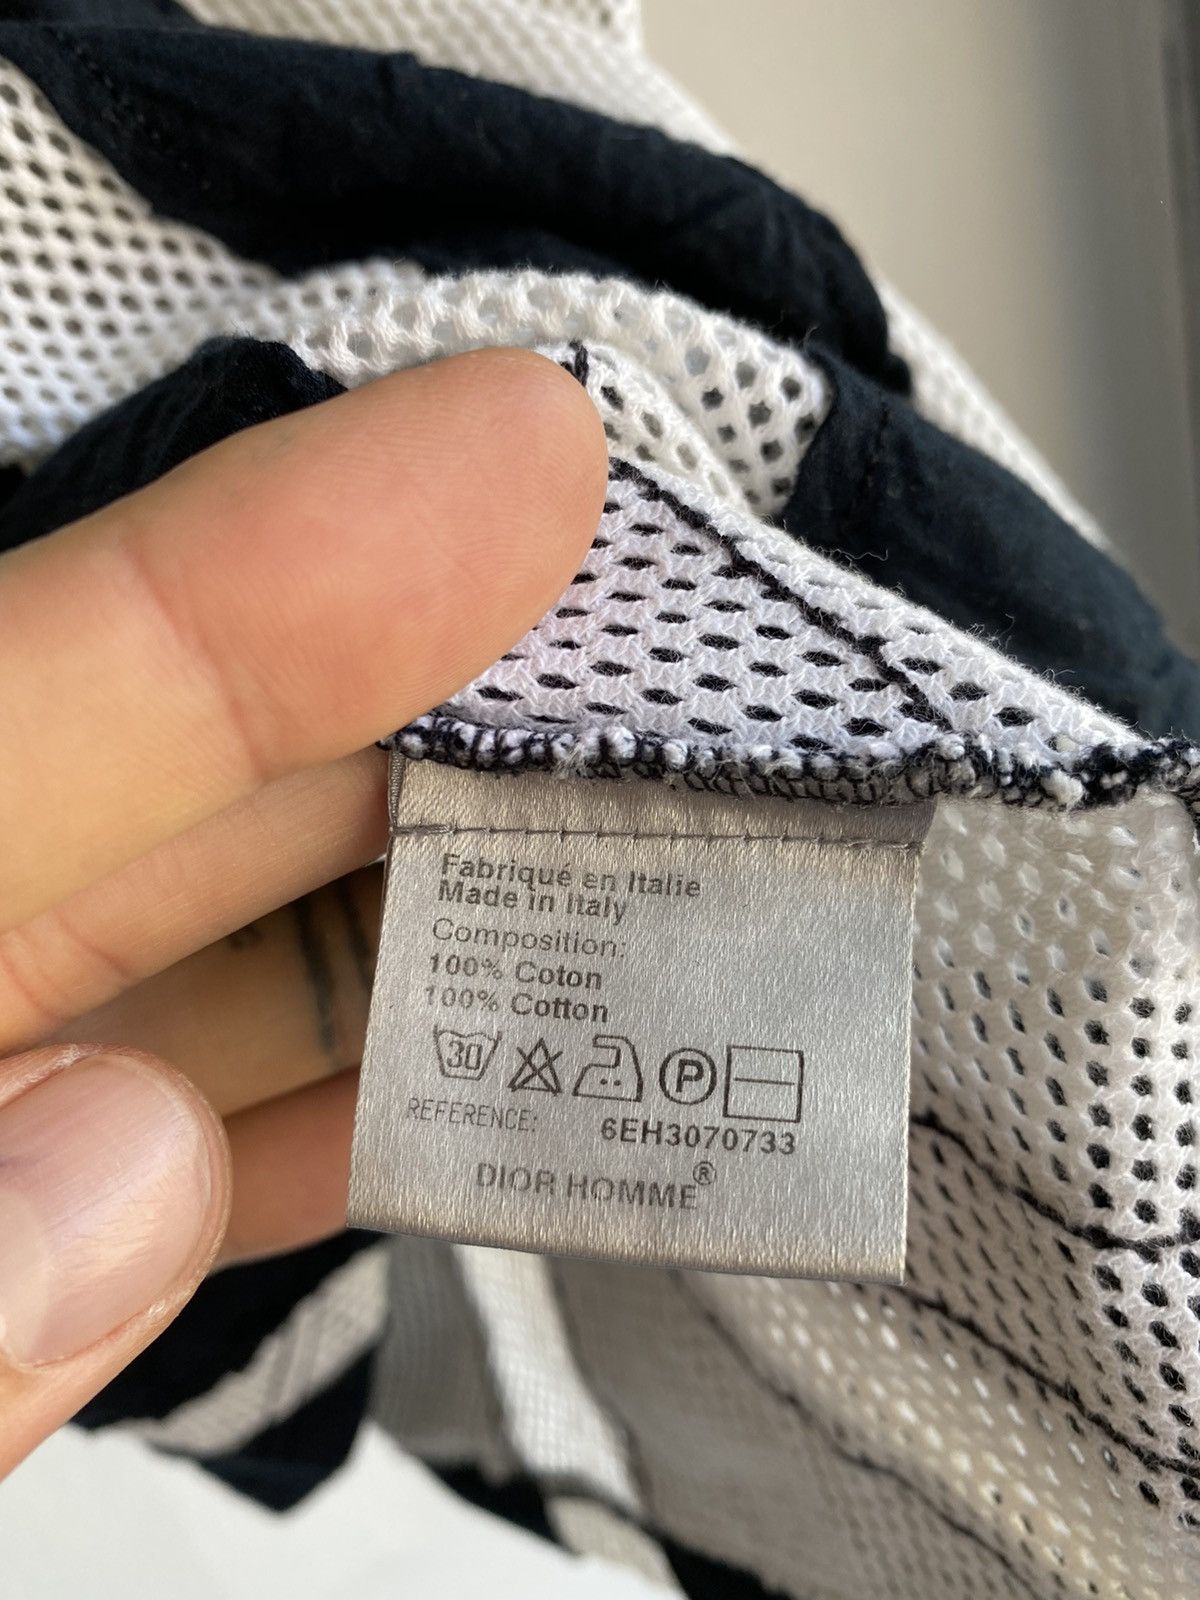 Fabriqué en Italie
Made in Italy
Composition:
100% Coton
100% Cotton
30 P
REFERENCE: 6EH3070733
DIOR HOMME®